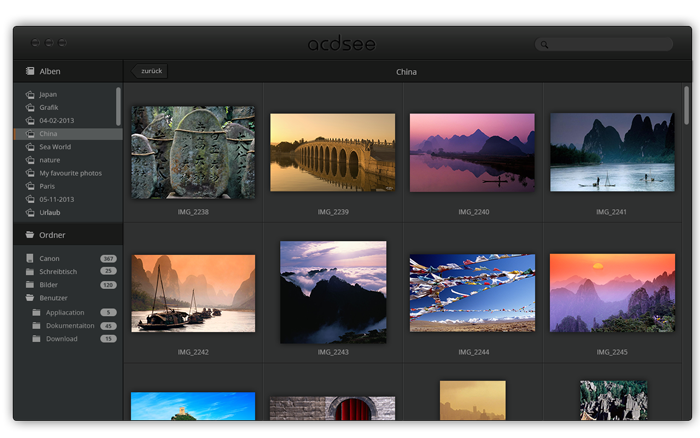 acdsee
Alben
zurück
China
Japan
Grafik
04-02-2013
China
Sea World
nature
My favourite photos
Paris
05-11-2013
Urlaub
Ordner
Canon 367
Schreibtisch 25
Bilder 120
Benutzer
Appliacation 5
Dokumentaiton 45
Download 15
IMG_2238
IMG_2239
IMG_2240
IMG_2241
IMG_2242
IMG_2243
IMG_2244
IMG_2245